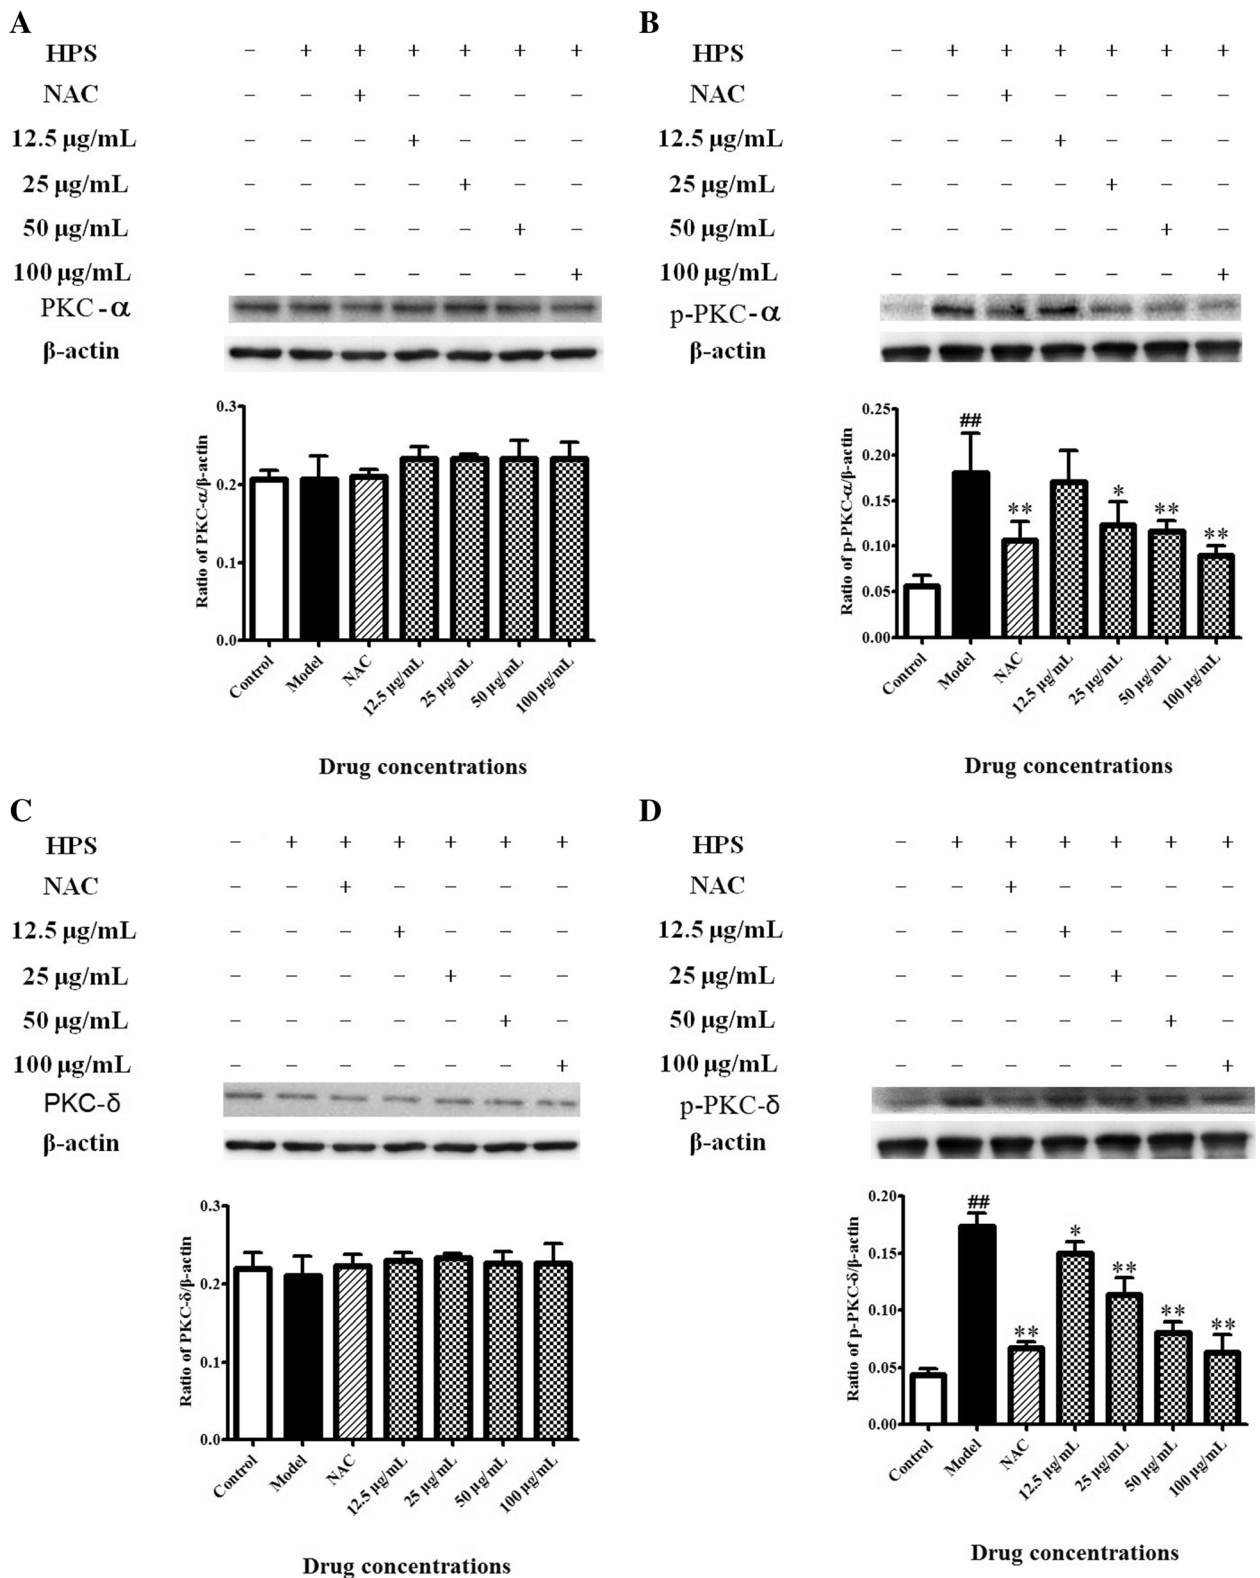 A
HPS − + + + + + +
NAC − − + − − − −
12.5 µg/mL − − − + − − −
25 µg/mL − − − − + − −
50 µg/mL − − − − − + −
100 µg/mL − − − − − − +
PKC-α
β-actin
Ratio of PKC-α/β-actin
0.3
0.2
0.1
0.0
Control Model NAC 12.5 µg/mL 25 µg/mL 50 µg/mL 100 µg/mL
Drug concentrations
B
HPS − + + + + + +
NAC − − + − − − −
12.5 µg/mL − − − + − − −
25 µg/mL − − − − + − −
50 µg/mL − − − − − + −
100 µg/mL − − − − − − +
p-PKC-α
β-actin
Ratio of p-PKC-α/β-actin
0.25
0.20
0.15
0.10
0.05
0.00
## ** * ** **
Control Model NAC 12.5 µg/mL 25 µg/mL 50 µg/mL 100 µg/mL
Drug concentrations
C
HPS − + + + + + +
NAC − − + − − − −
12.5 µg/mL − − − + − − −
25 µg/mL − − − − + − −
50 µg/mL − − − − − + −
100 µg/mL − − − − − − +
PKC-δ
β-actin
Ratio of PKC-δ/β-actin
0.3
0.2
0.1
0.0
Control Model NAC 12.5 µg/mL 25 µg/mL 50 µg/mL 100 µg/mL
Drug concentrations
D
HPS − + + + + + +
NAC − − + − − − −
12.5 µg/mL − − − + − − −
25 µg/mL − − − − + − −
50 µg/mL − − − − − + −
100 µg/mL − − − − − − +
p-PKC-δ
β-actin
Ratio of p-PKC-δ/β-actin
0.20
0.15
0.10
0.05
0.00
## ** * ** ** **
Control Model NAC 12.5 µg/mL 25 µg/mL 50 µg/mL 100 µg/mL
Drug concentrations